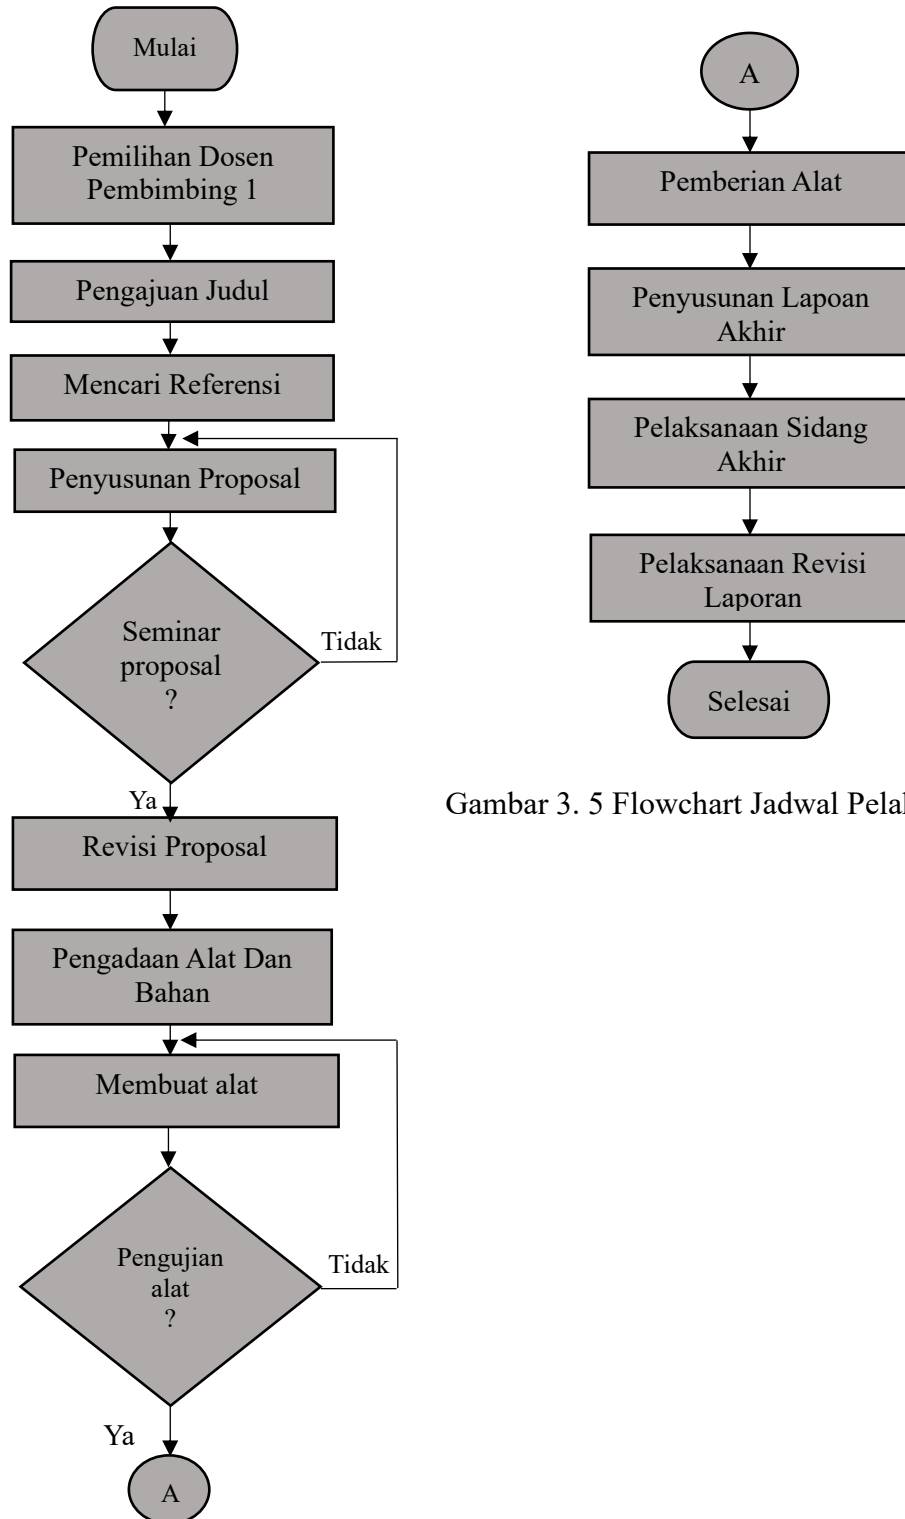 Mulai
Pemilihan Dosen
Pembimbing 1
Pengajuan Judul
Mencari Referensi
Penyusunan Proposal
Seminar
proposal
?
Tidak
Ya
Revisi Proposal
Pengadaan Alat Dan
Bahan
Membuat alat
Pengujian
alat
?
Tidak
Ya
A
A
Pemberian Alat
Penyusunan Lapoan
Akhir
Pelaksanaan Sidang
Akhir
Pelaksanaan Revisi
Laporan
Selesai
Gambar 3. 5 Flowchart Jadwal